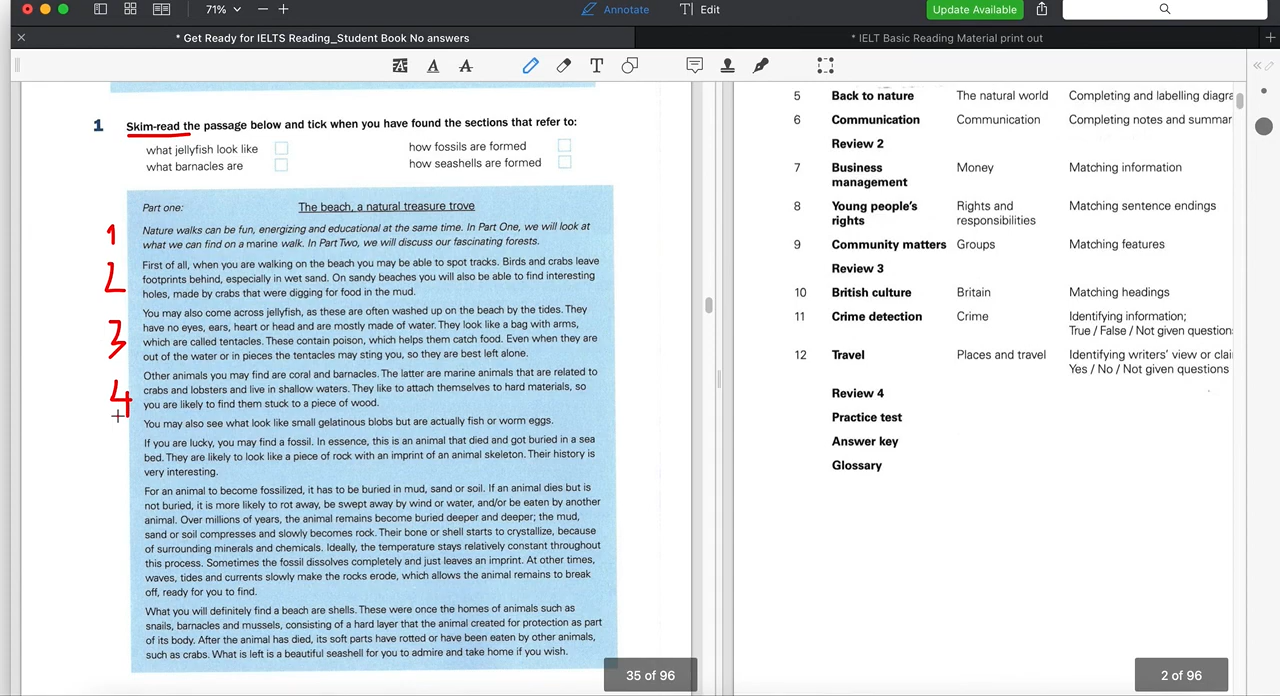 71%
Annotate
Edit
Update Available
* Get Ready for IELTS Reading_Student Book No answers
* IELT Basic Reading Material print out
1 Skim-read the passage below and tick when you have found the sections that refer to:
what jellyfish look like
how fossils are formed
what barnacles are
how seashells are formed
Part one: The beach, a natural treasure trove
1
Nature walks can be fun, energizing and educational at the same time. In Part One, we will look at
what we can find on a marine walk. In Part Two, we will discuss our fascinating forests.
2
First of all, when you are walking on the beach you may be able to spot tracks. Birds and crabs leave
footprints behind, especially in wet sand. On sandy beaches you will also be able to find interesting
holes, made by crabs that were digging for food in the mud.
3
You may also come across jellyfish, as these are often washed up on the beach by the tides. They
have no eyes, ears, heart or head and are mostly made of water. They look like a bag with arms,
which are called tentacles. These contain poison, which helps them catch food. Even when they are
out of the water or in pieces the tentacles may sting you, so they are best left alone.
4
Other animals you may find are coral and barnacles. The latter are marine animals that are related to
crabs and lobsters and live in shallow waters. They like to attach themselves to hard materials, so
you are likely to find them stuck to a piece of wood.
You may also see what look like small gelatinous blobs but are actually fish or worm eggs.
If you are lucky, you may find a fossil. In essence, this is an animal that died and got buried in a sea
bed. They are likely to look like a piece of rock with an imprint of an animal skeleton. Their history is
very interesting.
For an animal to become fossilized, it has to be buried in mud, sand or soil. If an animal dies but is
not buried, it is more likely to rot away, be swept away by wind or water, and/or be eaten by another
animal. Over millions of years, the animal remains become buried deeper and deeper; the mud,
sand or soil compresses and slowly becomes rock. Their bone or shell starts to crystallize, because
of surrounding minerals and chemicals. Ideally, the temperature stays relatively constant throughout
this process. Sometimes the fossil dissolves completely and just leaves an imprint. At other times,
waves, tides and currents slowly make the rocks erode, which allows the animal remains to break
off, ready for you to find.
What you will definitely find a beach are shells. These were once the homes of animals such as
snails, barnacles and mussels, consisting of a hard layer that the animal created for protection as part
of its body. After the animal has died, its soft parts have rotted or have been eaten by other animals,
such as crabs. What is left is a beautiful seashell for you to admire and take home if you wish.
35 of 96
5 Back to nature The natural world Completing and labelling diagra
6 Communication Communication Completing notes and summar
Review 2
7 Business management Money Matching information
8 Young people's rights Rights and responsibilities Matching sentence endings
9 Community matters Groups Matching features
Review 3
10 British culture Britain Matching headings
11 Crime detection Crime Identifying information;
True / False / Not given question
12 Travel Places and travel Identifying writers' view or clai
Yes / No / Not given questions
Review 4
Practice test
Answer key
Glossary
2 of 96